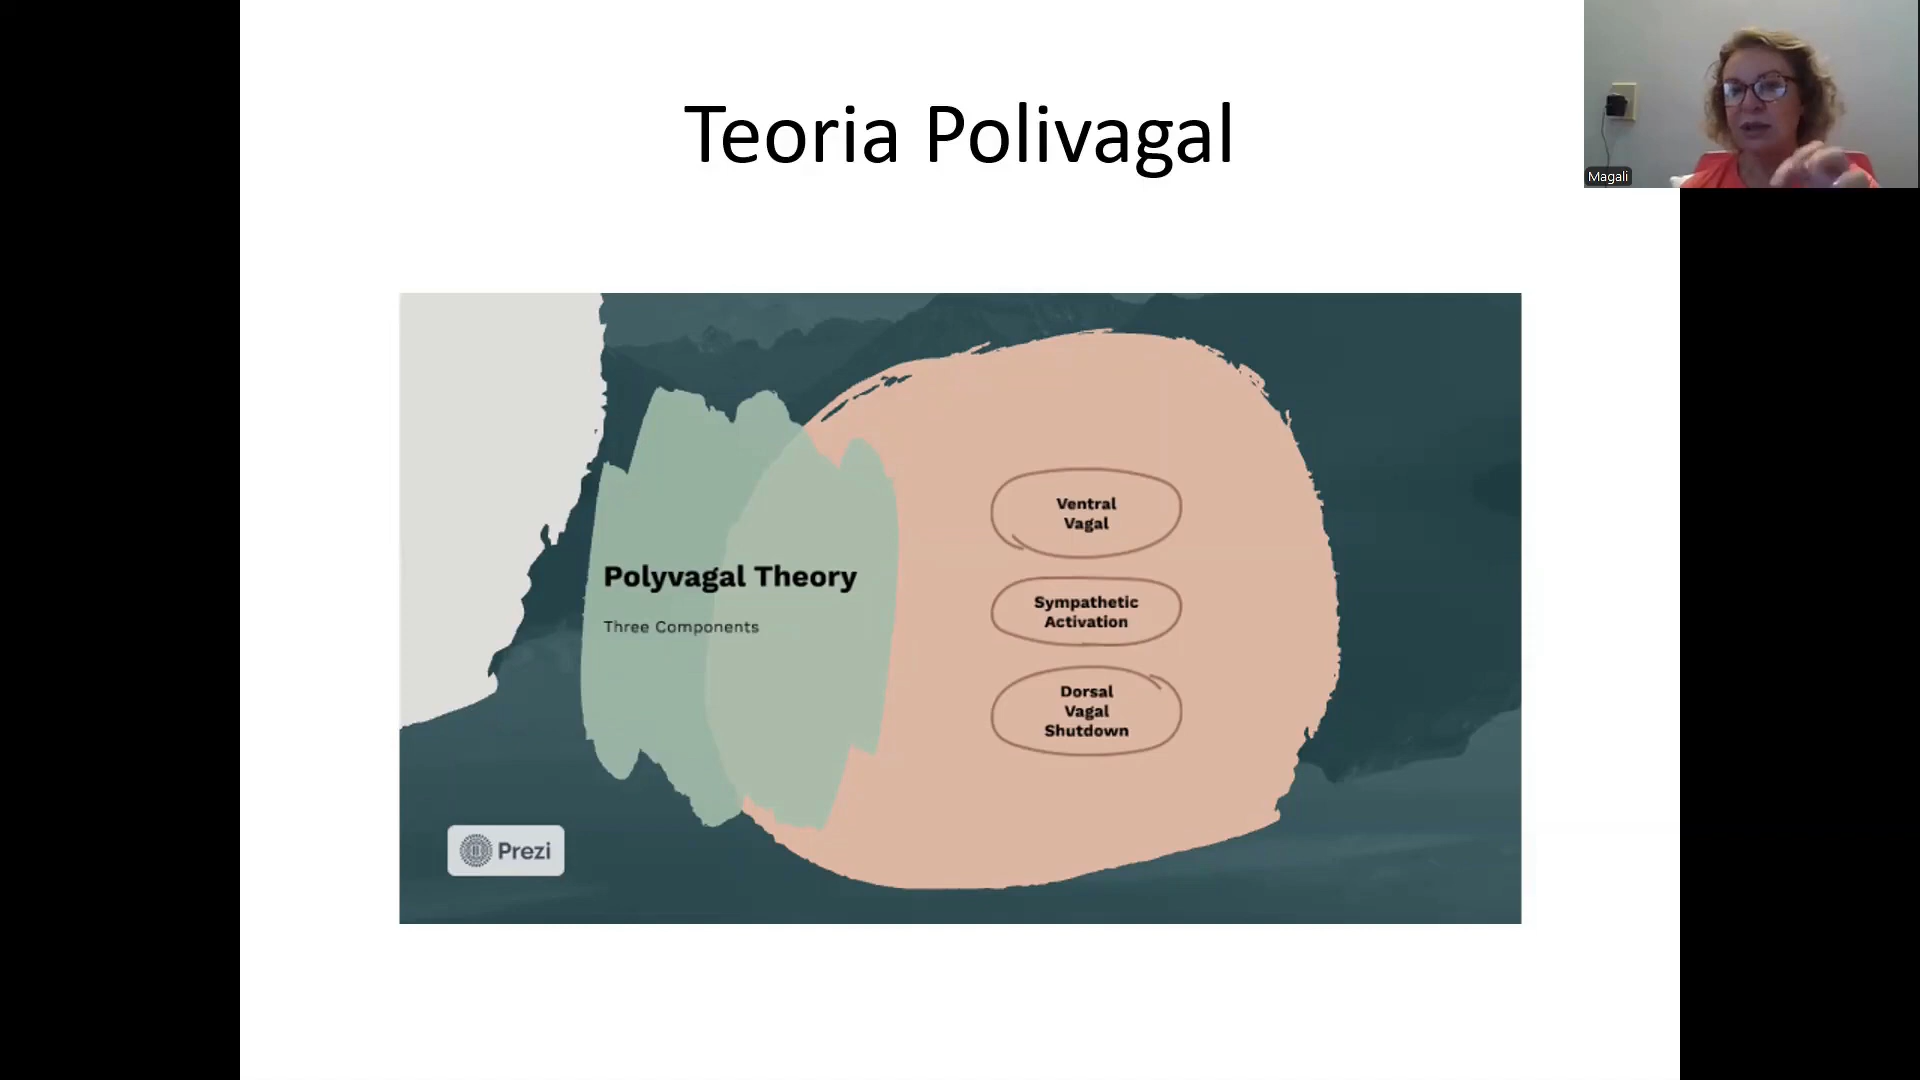 Teoria Polivagal
Magali
Polyvagal Theory
Three Components
Ventral
Vagal
Sympathetic
Activation
Dorsal
Vagal
Shutdown
Prezi